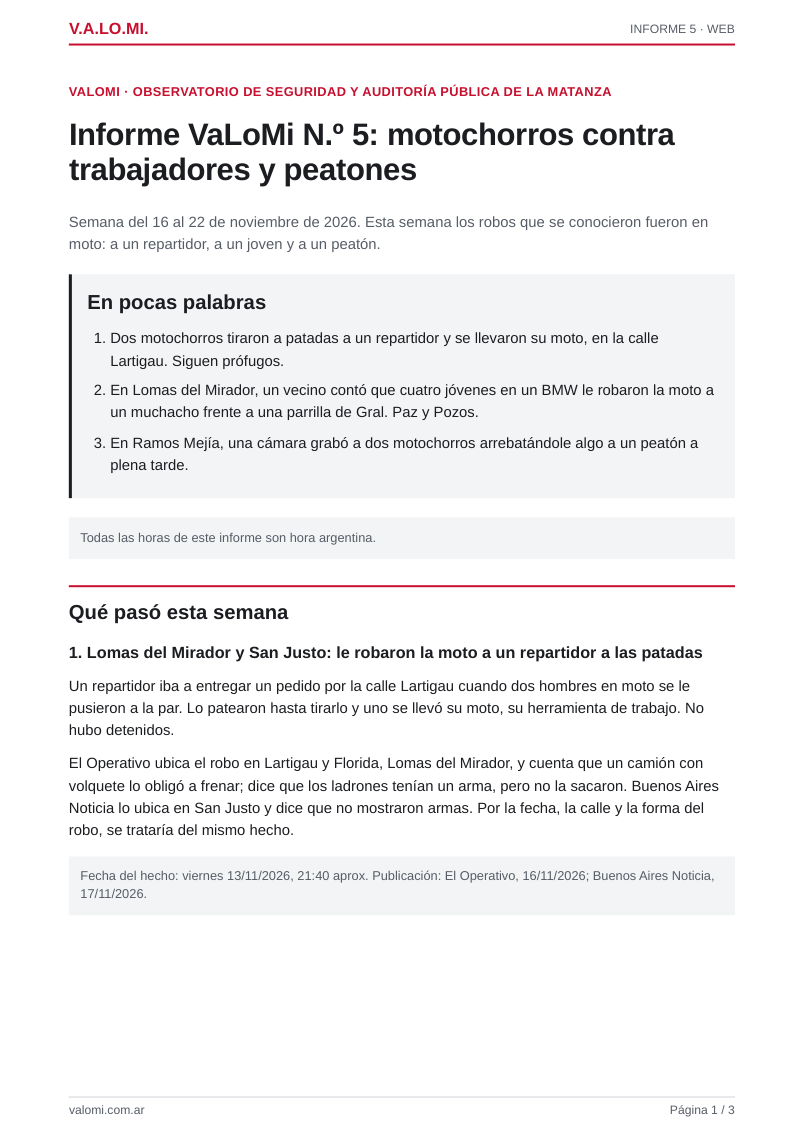 V.A.LO.MI.
INFORME 5 · WEB
VALOMI · OBSERVATORIO DE SEGURIDAD Y AUDITORÍA PÚBLICA DE LA MATANZA
Informe VaLoMi N.º 5: motochorros contra
trabajadores y peatones
Semana del 16 al 22 de noviembre de 2026. Esta semana los robos que se conocieron fueron en
moto: a un repartidor, a un joven y a un peatón.
En pocas palabras
1. Dos motochorros tiraron a patadas a un repartidor y se llevaron su moto, en la calle
Lartigau. Siguen prófugos.
2. En Lomas del Mirador, un vecino contó que cuatro jóvenes en un BMW le robaron la moto a
un muchacho frente a una parrilla de Gral. Paz y Pozos.
3. En Ramos Mejía, una cámara grabó a dos motochorros arrebatándole algo a un peatón a
plena tarde.
Todas las horas de este informe son hora argentina.
Qué pasó esta semana
1. Lomas del Mirador y San Justo: le robaron la moto a un repartidor a las patadas
Un repartidor iba a entregar un pedido por la calle Lartigau cuando dos hombres en moto se le
pusieron a la par. Lo patearon hasta tirarlo y uno se llevó su moto, su herramienta de trabajo. No
hubo detenidos.
El Operativo ubica el robo en Lartigau y Florida, Lomas del Mirador, y cuenta que un camión con
volquete lo obligó a frenar; dice que los ladrones tenían un arma, pero no la sacaron. Buenos Aires
Noticia lo ubica en San Justo y dice que no mostraron armas. Por la fecha, la calle y la forma del
robo, se trataría del mismo hecho.
Fecha del hecho: viernes 13/11/2026, 21:40 aprox. Publicación: El Operativo, 16/11/2026; Buenos Aires Noticia,
17/11/2026.
valomi.com.ar
Página 1 / 3